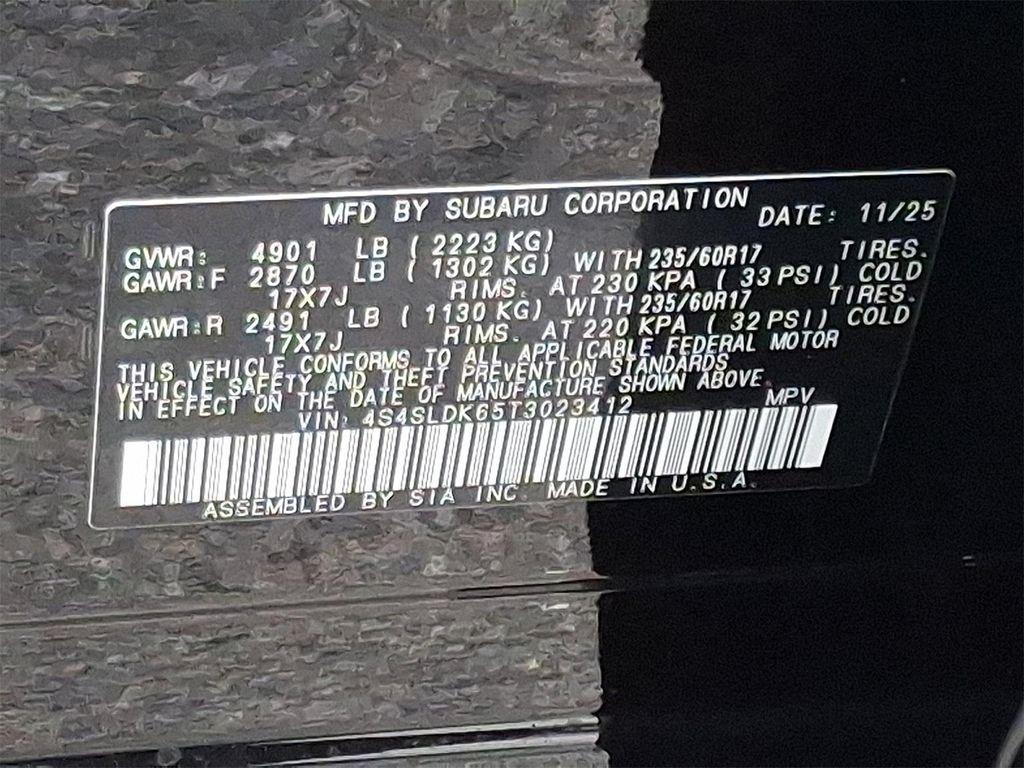 MFD BY SUBARU CORPORATION DATE: 11/25
GVWR: 4901 LB ( 2223 KG)
GAWR:F 2870 LB ( 1302 KG) WITH 235/60R17 TIRES.
17X7J RIMS. AT 230 KPA ( 33 PSI) COLD
GAWR:R 2491 LB ( 1130 KG) WITH 235/60R17 TIRES.
17X7J RIMS. AT 220 KPA ( 32 PSI) COLD
THIS VEHICLE CONFORMS TO ALL APPLICABLE FEDERAL MOTOR
VEHICLE SAFETY AND THEFT PREVENTION STANDARDS
IN EFFECT ON THE DATE OF MANUFACTURE SHOWN ABOVE.
VIN: 4S4SLDK65T3023412 MPV
ASSEMBLED BY SIA INC. MADE IN U.S.A.